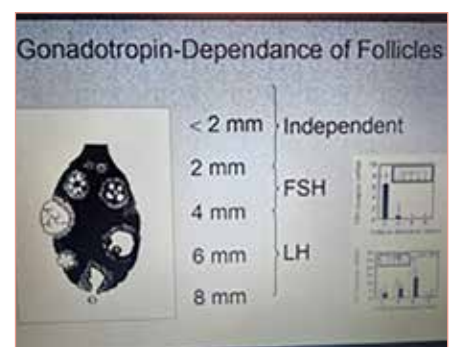 Gonadotropin-Dependance of Follicles
< 2 mm
Independent
2 mm
FSH
4 mm
6 mm
LH
8 mm